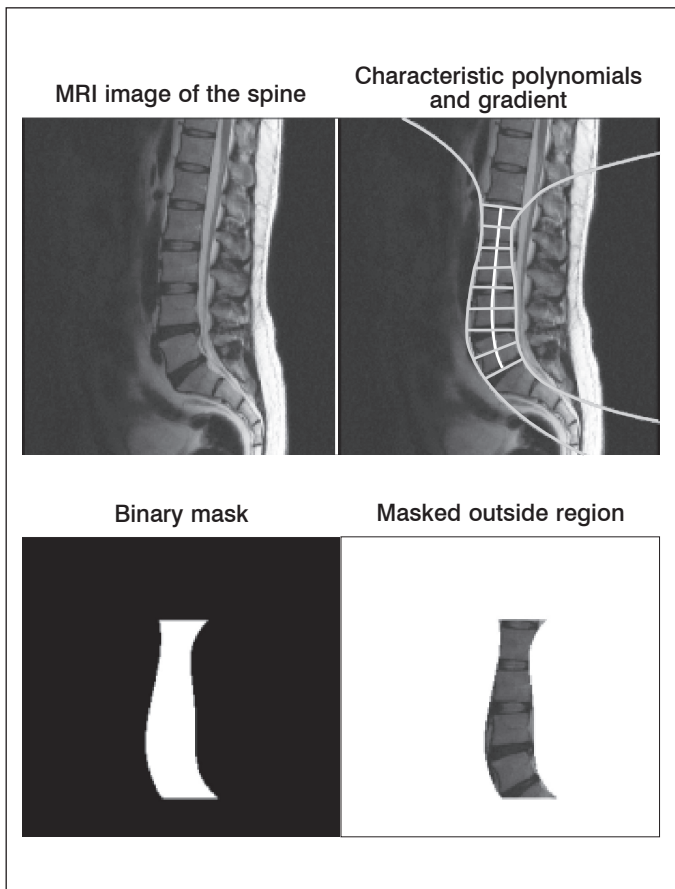 MRI image of the spine
Characteristic polynomials
and gradient
Binary mask
Masked outside region